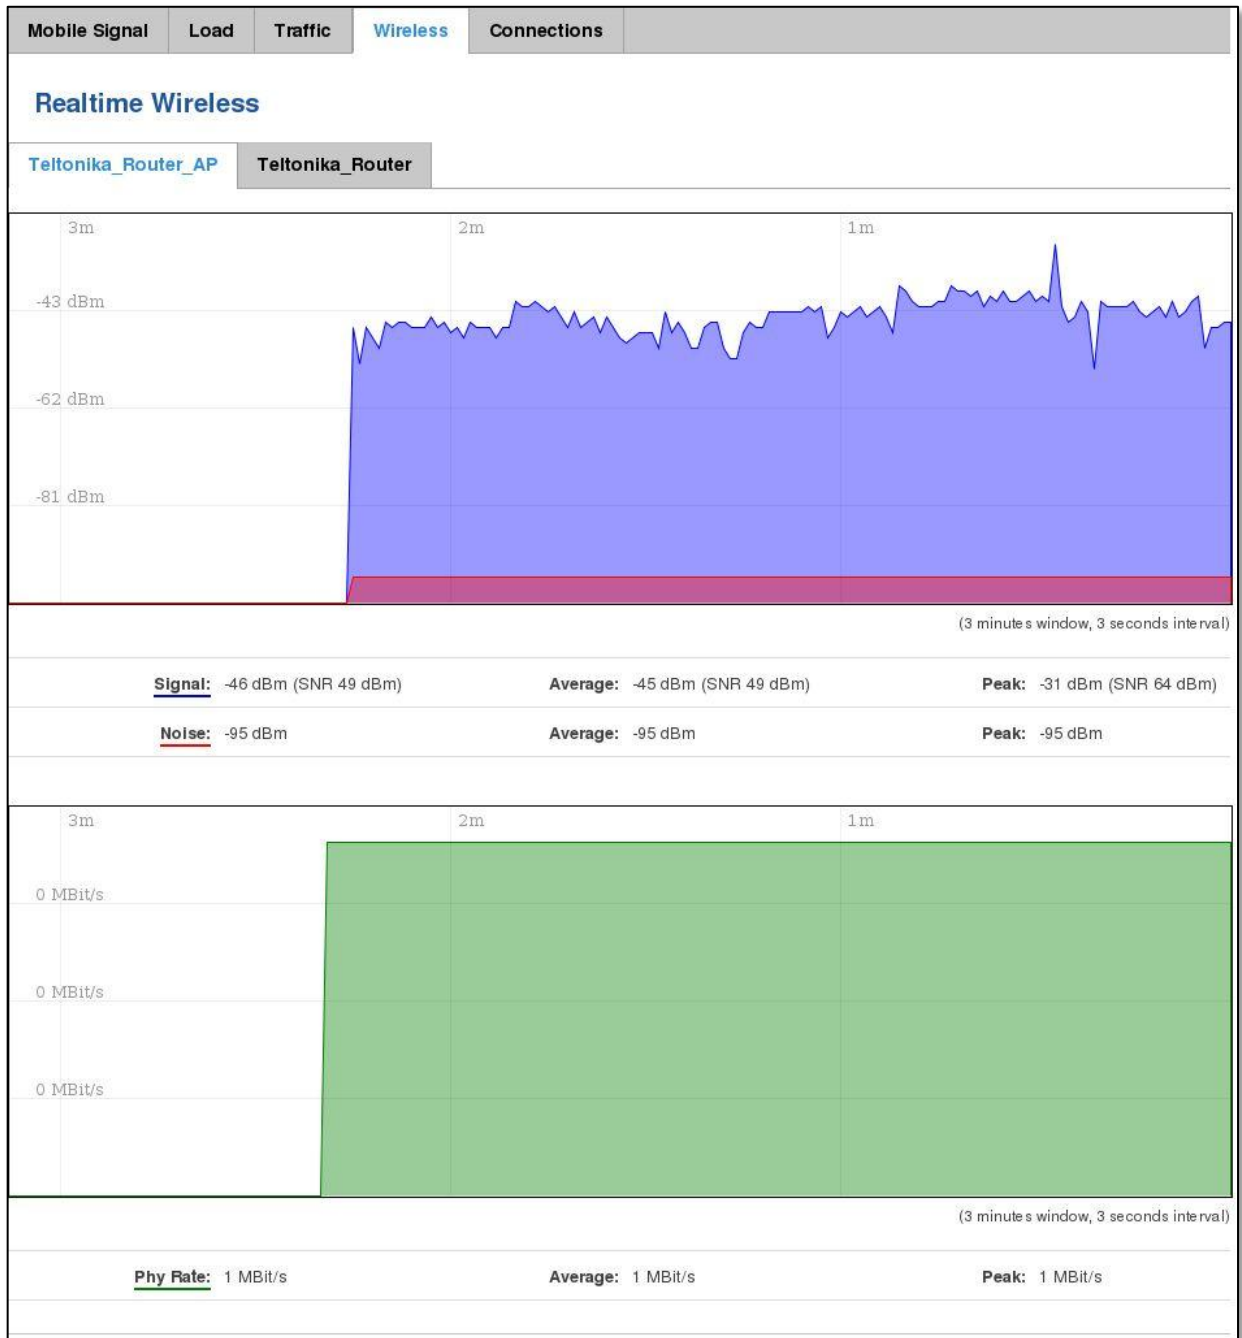 Mobile Signal Load Traffic Wireless Connections
Realtime Wireless
Teltonika_Router_AP Teltonika_Router
3m 2m 1m
-43 dBm
-62 dBm
-81 dBm
(3 minutes window, 3 seconds interval)
Signal: -46 dBm (SNR 49 dBm) Average: -45 dBm (SNR 49 dBm) Peak: -31 dBm (SNR 64 dBm)
Noise: -95 dBm Average: -95 dBm Peak: -95 dBm
3m 2m 1m
0 MBit/s
0 MBit/s
0 MBit/s
(3 minutes window, 3 seconds interval)
Phy Rate: 1 MBit/s Average: 1 MBit/s Peak: 1 MBit/s